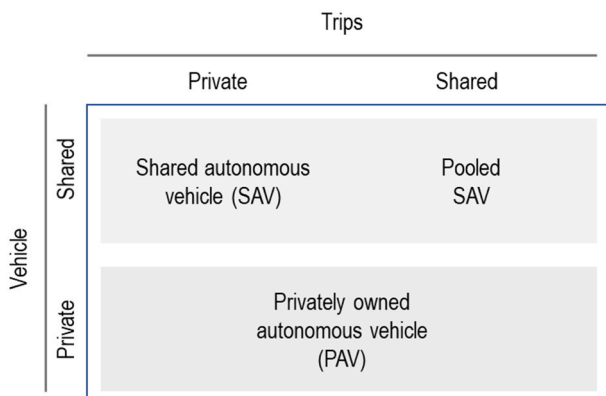 Trips
Private
Shared
Vehicle
Shared
Shared autonomous
vehicle (SAV)
Pooled
SAV
Private
Privately owned
autonomous vehicle
(PAV)